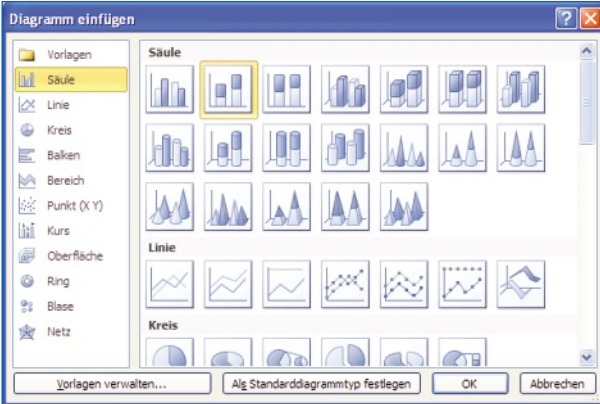 Diagramm einfügen
Vorlagen
Säule
Linie
Kreis
Balken
Bereich
Punkt (X Y)
Kurs
Oberfläche
Ring
Blase
Netz
Säule
Linie
Kreis
Vorlagen verwalten...
Als Standarddiagrammtyp festlegen
OK
Abbrechen